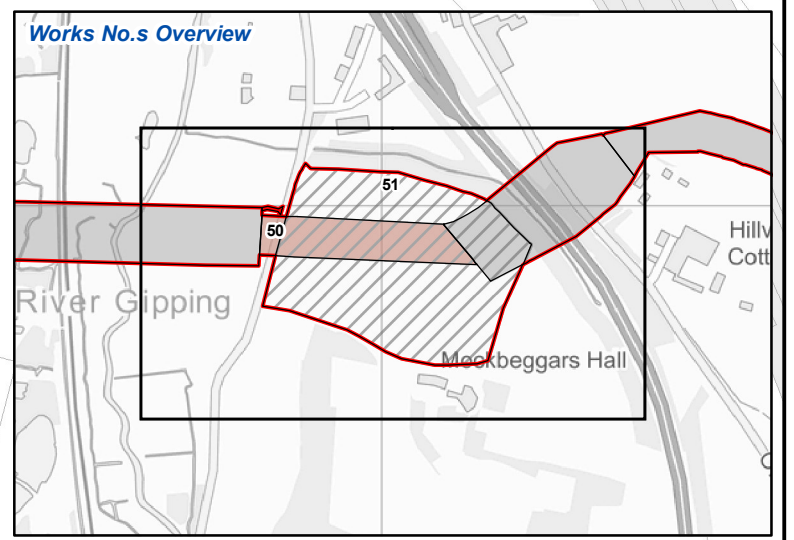 Works No.s Overview
51
50
Hillv
Cott
River Gipping
Mockbeggars Hall